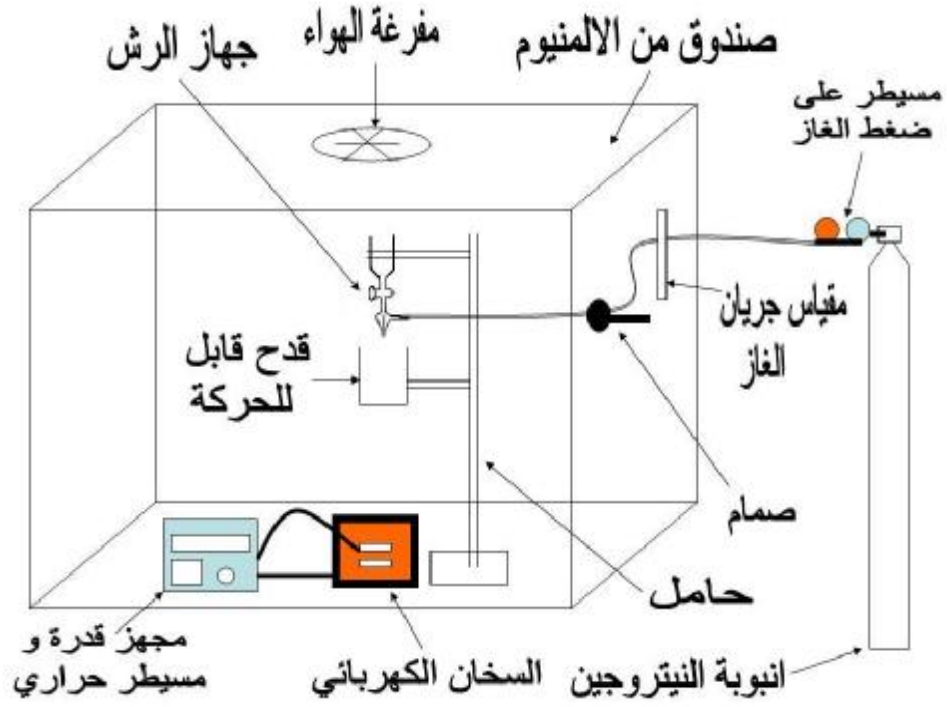 صندوق من الالمنيوم
مفرغة الهواء
جهاز الرش
مسيطر على
ضغط الغاز
مقياس جريان
الغاز
قدح قابل
للحركة
صمام
حامل
انبوبة النيتروجين
السخان الكهربائي
مجهز قدرة و
مسيطر حراري